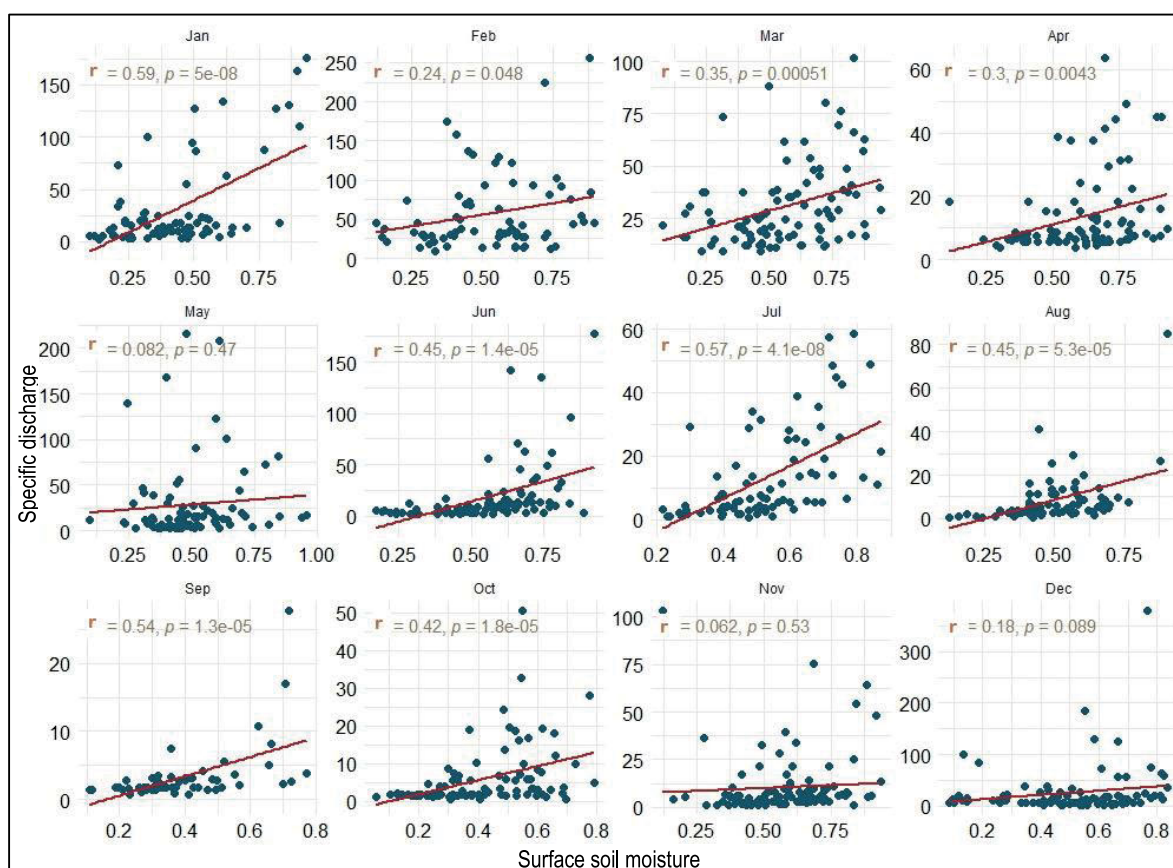 Jan
r = 0.59, p = 5e-08
150
100
50
0
0.25 0.50 0.75
Feb
r = 0.24, p = 0.048
250
200
150
100
50
0
0.25 0.50 0.75
Mar
r = 0.35, p = 0.00051
100
75
50
25
0.25 0.50 0.75
Apr
r = 0.3, p = 0.0043
60
40
20
0
0.25 0.50 0.75
Specific discharge
May
r = 0.082, p = 0.47
200
150
100
50
0
0.25 0.50 0.75 1.00
Jun
r = 0.45, p = 1.4e-05
150
100
50
0
0.25 0.50 0.75
Jul
r = 0.57, p = 4.1e-08
60
40
20
0
0.2 0.4 0.6 0.8
Aug
r = 0.45, p = 5.3e-05
80
60
40
20
0
0.25 0.50 0.75
Sep
r = 0.54, p = 1.3e-05
20
10
0
0.2 0.4 0.6 0.8
Oct
r = 0.42, p = 1.8e-05
50
40
30
20
10
0
0.2 0.4 0.6 0.8
Nov
r = 0.062, p = 0.53
100
75
50
25
0
0.25 0.50 0.75
Dec
r = 0.18, p = 0.089
300
200
100
0
0.2 0.4 0.6 0.8
Surface soil moisture